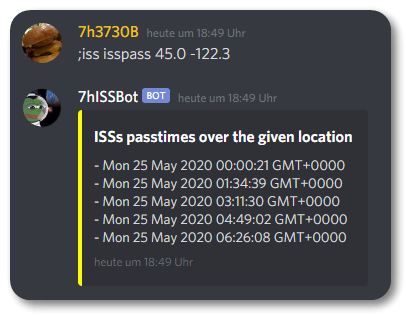 7h373OB heute um 18:49 Uhr
;iss isspass 45.0 -122.3
7hISSBot BOT heute um 18:49 Uhr
ISSs passtimes over the given location
- Mon 25 May 2020 00:00:21 GMT+0000
- Mon 25 May 2020 01:34:39 GMT+0000
- Mon 25 May 2020 03:11:30 GMT+0000
- Mon 25 May 2020 04:49:02 GMT+0000
- Mon 25 May 2020 06:26:08 GMT+0000
heute um 18:49 Uhr